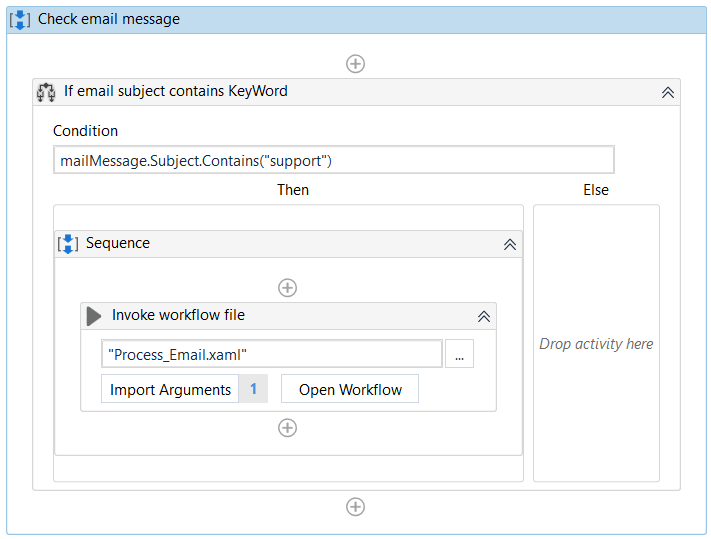 Check email message
If email subject contains KeyWord
Condition
mailMessage.Subject.Contains("support")
Then
Else
Sequence
Invoke workflow file
"Process_Email.xaml"
...
Drop activity here
Import Arguments 1
Open Workflow